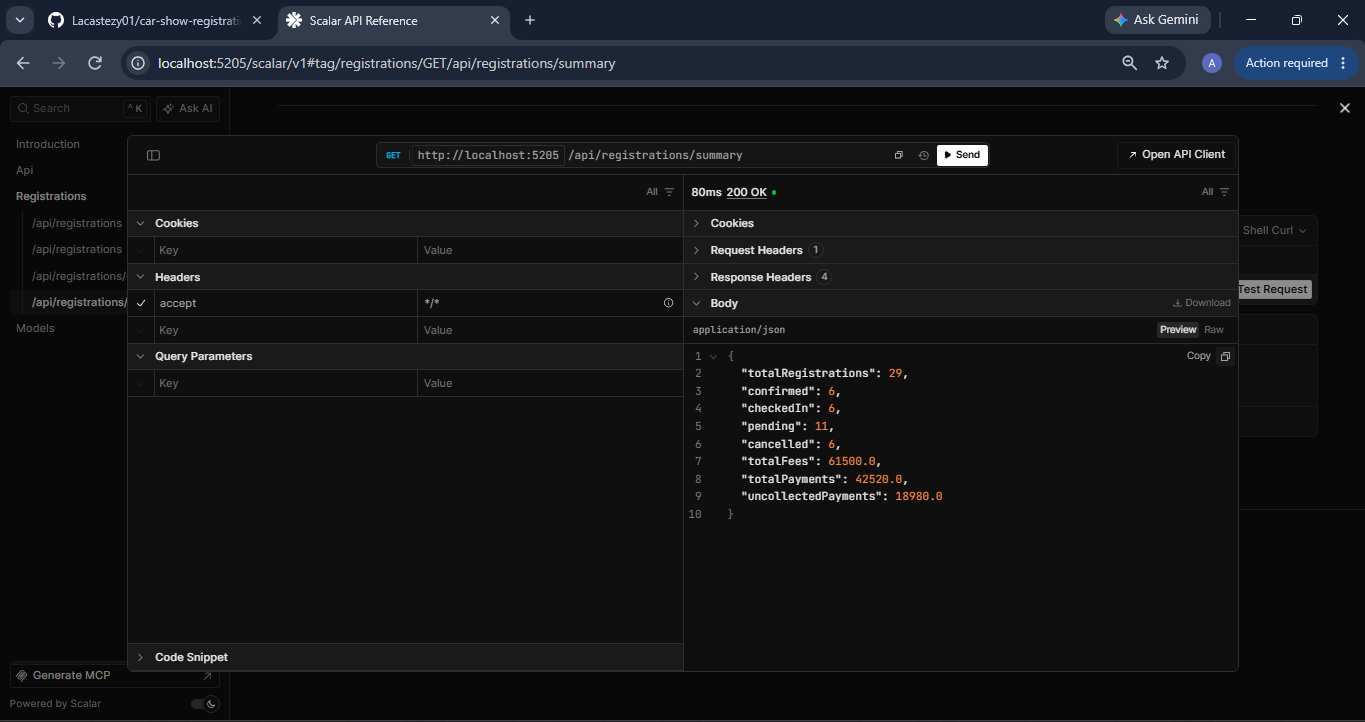 Lacastezy01/car-show-registrati
Scalar API Reference
Ask Gemini
localhost:5205/scalar/v1#tag/registrations/GET/api/registrations/summary
A
Action required
Search
^ K
Ask AI
Introduction
Api
Registrations
/api/registrations
/api/registrations
/api/registrations/
/api/registrations/
Models
Generate MCP
Powered by Scalar
GET
http://localhost:5205
/api/registrations/summary
Send
Open API Client
All
80ms 200 OK
All
Cookies
Key
Value
Headers
accept
*/*
Key
Value
Query Parameters
Key
Value
Code Snippet
Cookies
Request Headers 1
Response Headers 4
Body
Download
application/json
Preview
Raw
Copy
1 {
2 "totalRegistrations": 29,
3 "confirmed": 6,
4 "checkedIn": 6,
5 "pending": 11,
6 "cancelled": 6,
7 "totalFees": 61500.0,
8 "totalPayments": 42520.0,
9 "uncollectedPayments": 18980.0
10 }
Shell Curl
Test Request